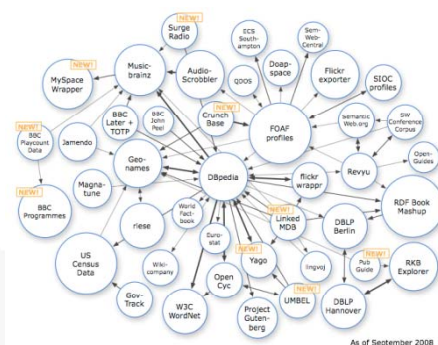 NEW!
Surge
Radio
ECS
South-
ampton
Sem-
Web-
Central
NEW!
MySpace
Wrapper
Music-
brainz
Audio-
Scrobbler
QDOS
Doap-
space
Flickr
exporter
SIOC
profiles
NEW!
BBC
Playcount
Data
BBC
Later +
TOTP
BBC
John
Peel
NEW!
Crunch
Base
FOAF
profiles
Semantic
Web.org
SW
Conference
Corpus
Jamendo
Geo-
names
DBpedia
flickr
wrappr
Revyu
Open-
Guides
NEW!
BBC
Programmes
Magna-
tune
World
Fact-
book
NEW!
Linked
MDB
DBLP
Berlin
RDF Book
Mashup
US
Census
Data
riese
Euro-
stat
Wiki-
company
Open
Cyc
NEW!
Yago
lingvoj
NEW!
Pub
Guide
RKB
Explorer
Gov-
Track
W3C
WordNet
Project
Guten-
berg
NEW!
UMBEL
DBLP
Hannover
As of September 2008